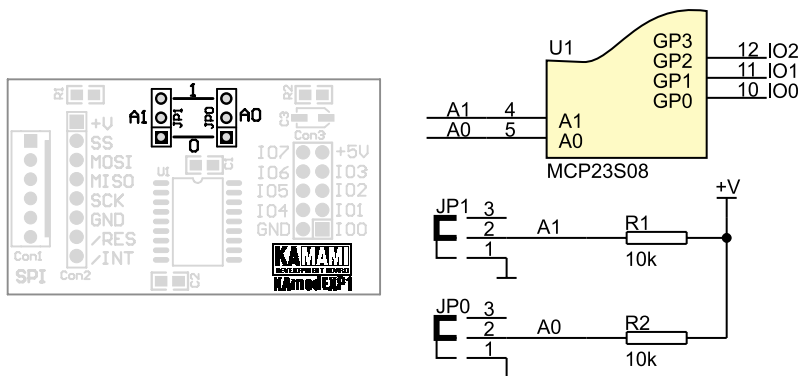 1
A1
JP1
JP0
A0
0
R1
R2
C3
Con3
+V
SS
MOSI
MISO
SCK
GND
/RES
/INT
Con1
SPI
Con2
U1
C1
C2
IO7
+5V
IO6
IO3
IO5
IO2
IO4
IO1
GND
IO0
KAMAMI
DEVELOPMENT BOARD
KAmodEXP1
U1
GP3
GP2
GP1
GP0
12 IO2
11 IO1
10 IO0
A1 4
A0 5
A1
A0
MCP23S08
+V
JP1
3
2
1
A1
R1
10k
JP0
3
2
1
A0
R2
10k